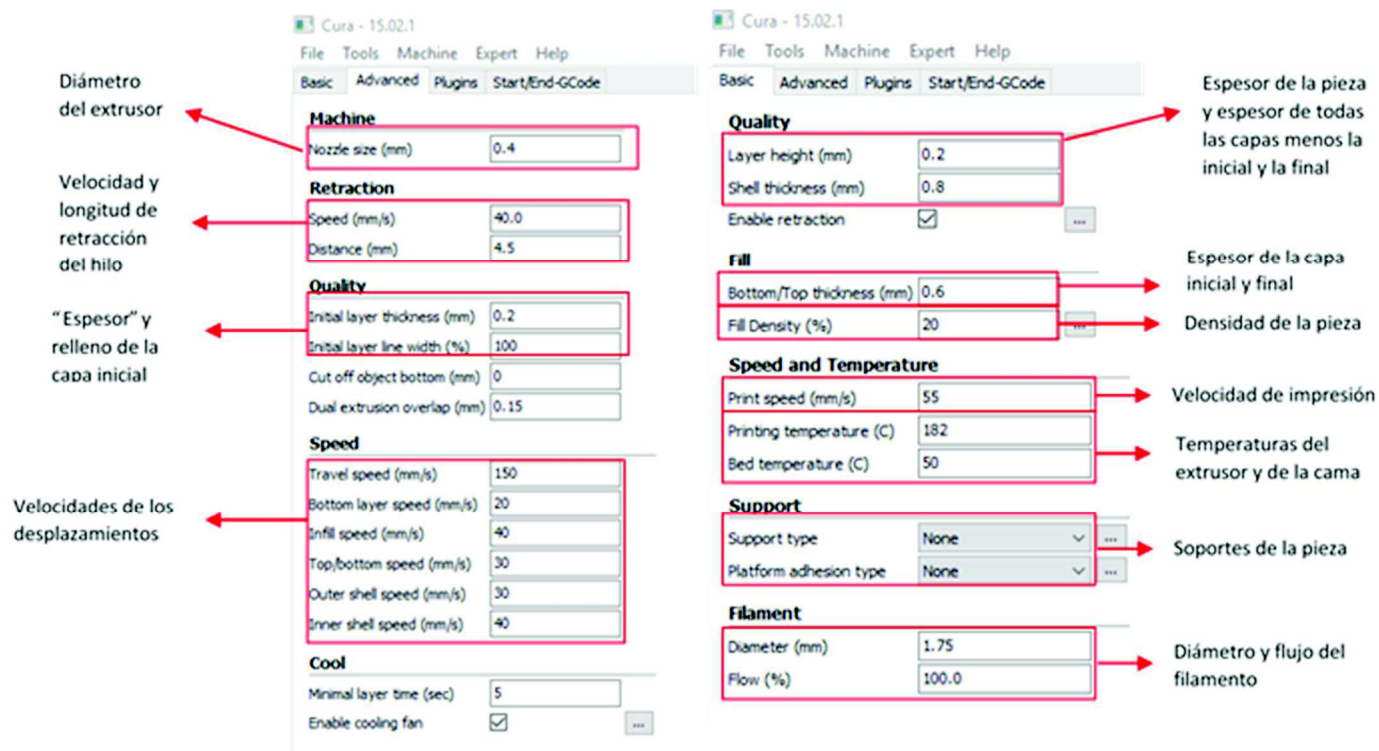 Cura - 15.02.1
File Tools Machine Expert Help
Basic Advanced Plugins Start/End-GCode
Diámetro
del extrusor
Machine
Nozzle size (mm) 0.4
Velocidad y
longitud de
retracción
del hilo
Retraction
Speed (mm/s) 40.0
Distance (mm) 4.5
"Espesor" y
relleno de la
capa inicial
Quality
Initial layer thickness (mm) 0.2
Initial layer line width (%) 100
Cut off object bottom (mm) 0
Dual extrusion overlap (mm) 0.15
Velocidades de los
desplazamientos
Speed
Travel speed (mm/s) 150
Bottom layer speed (mm/s) 20
Infill speed (mm/s) 40
Top/bottom speed (mm/s) 30
Outer shell speed (mm/s) 30
Inner shell speed (mm/s) 40
Cool
Minimal layer time (sec) 5
Enable cooling fan ...
Cura - 15.02.1
File Tools Machine Expert Help
Basic Advanced Plugins Start/End-GCode
Quality
Layer height (mm) 0.2
Shell thickness (mm) 0.8
Enable retraction ...
Espesor de la pieza
y espesor de todas
las capas menos la
inicial y la final
Fill
Bottom/Top thickness (mm) 0.6
Fill Density (%) 20 ...
Espesor de la capa
inicial y final
Densidad de la pieza
Speed and Temperature
Print speed (mm/s) 55
Printing temperature (C) 182
Bed temperature (C) 50
Velocidad de impresión
Temperaturas del
extrusor y de la cama
Support
Support type None ...
Platform adhesion type None ...
Soportes de la pieza
Filament
Diameter (mm) 1.75
Flow (%) 100.0
Diámetro y flujo del
filamento